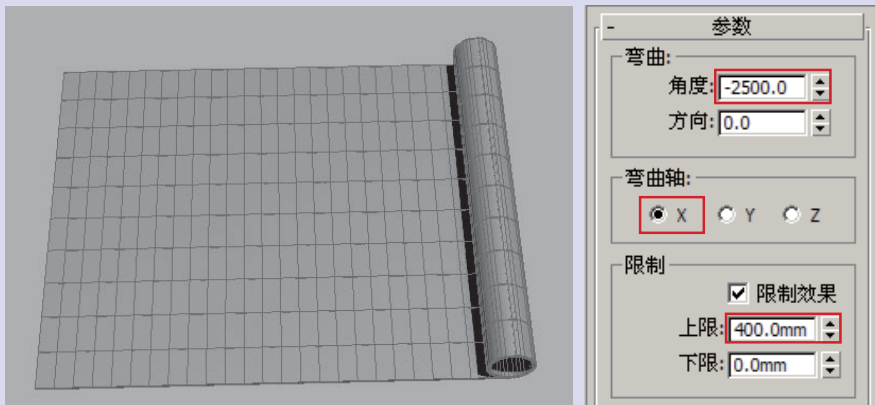 - 参数
弯曲:
角度: -2500.0
方向: 0.0
弯曲轴:
X Y Z
限制
限制效果
上限: 400.0mm
下限: 0.0mm